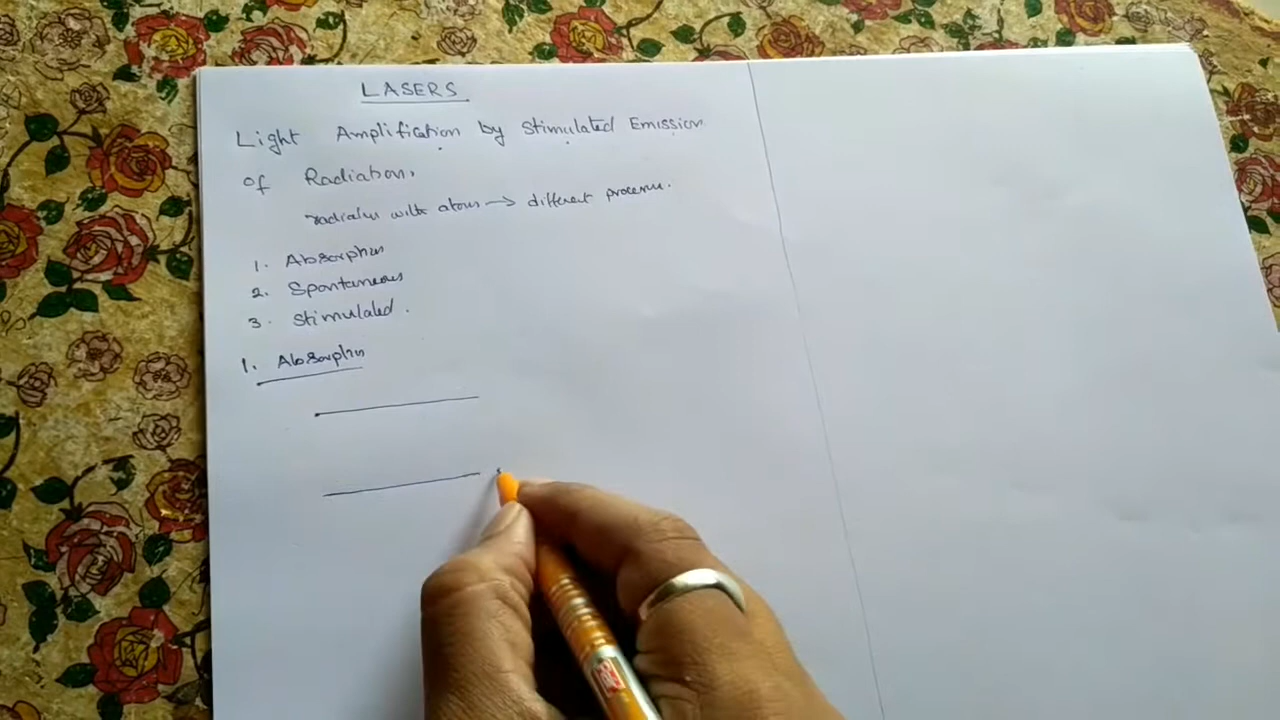 LASERS
Light Amplification by Stimulated Emission
of Radiation.
radiation with atom → different process.
1. Absorption
2. Spontaneous
3. Stimulated.
1. Absorption